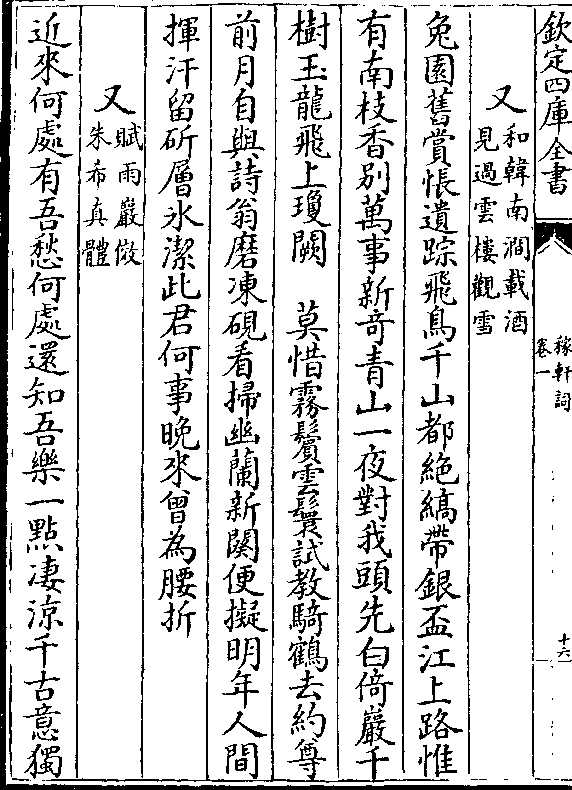 欽定四庫全書
稼軒詞
卷一
十六
又
和韓南澗載酒
見過雲樓觀雪
兔園舊賞悵遺踪飛鳥千山都絶縞帶銀盃江上路惟
有南枝香别萬事新竒青山一夜對我頭先白倚巖千
樹玉龍飛上瓊闕　莫惜霧鬢雲鬟試教騎鶴去約尊
前月自與詩翁磨凍硯看掃幽蘭新闋便擬明年人間
揮汗留斫層冰潔此君何事晚來曾為腰折
又
賦雨巖傚
朱希真體
近來何處有吾愁何處還知吾樂一點凄涼千古意獨